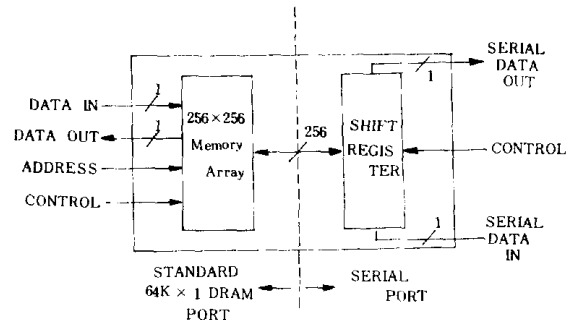 SERIAL
DATA
OUT
1
DATA IN
1
DATA OUT
1
ADDRESS
CONTROL
256×256
Memory
Array
256
SHIFT
REGIS
TER
CONTROL
1
SERIAL
DATA
IN
STANDARD
64K × 1 DRAM
PORT
SERIAL
PORT